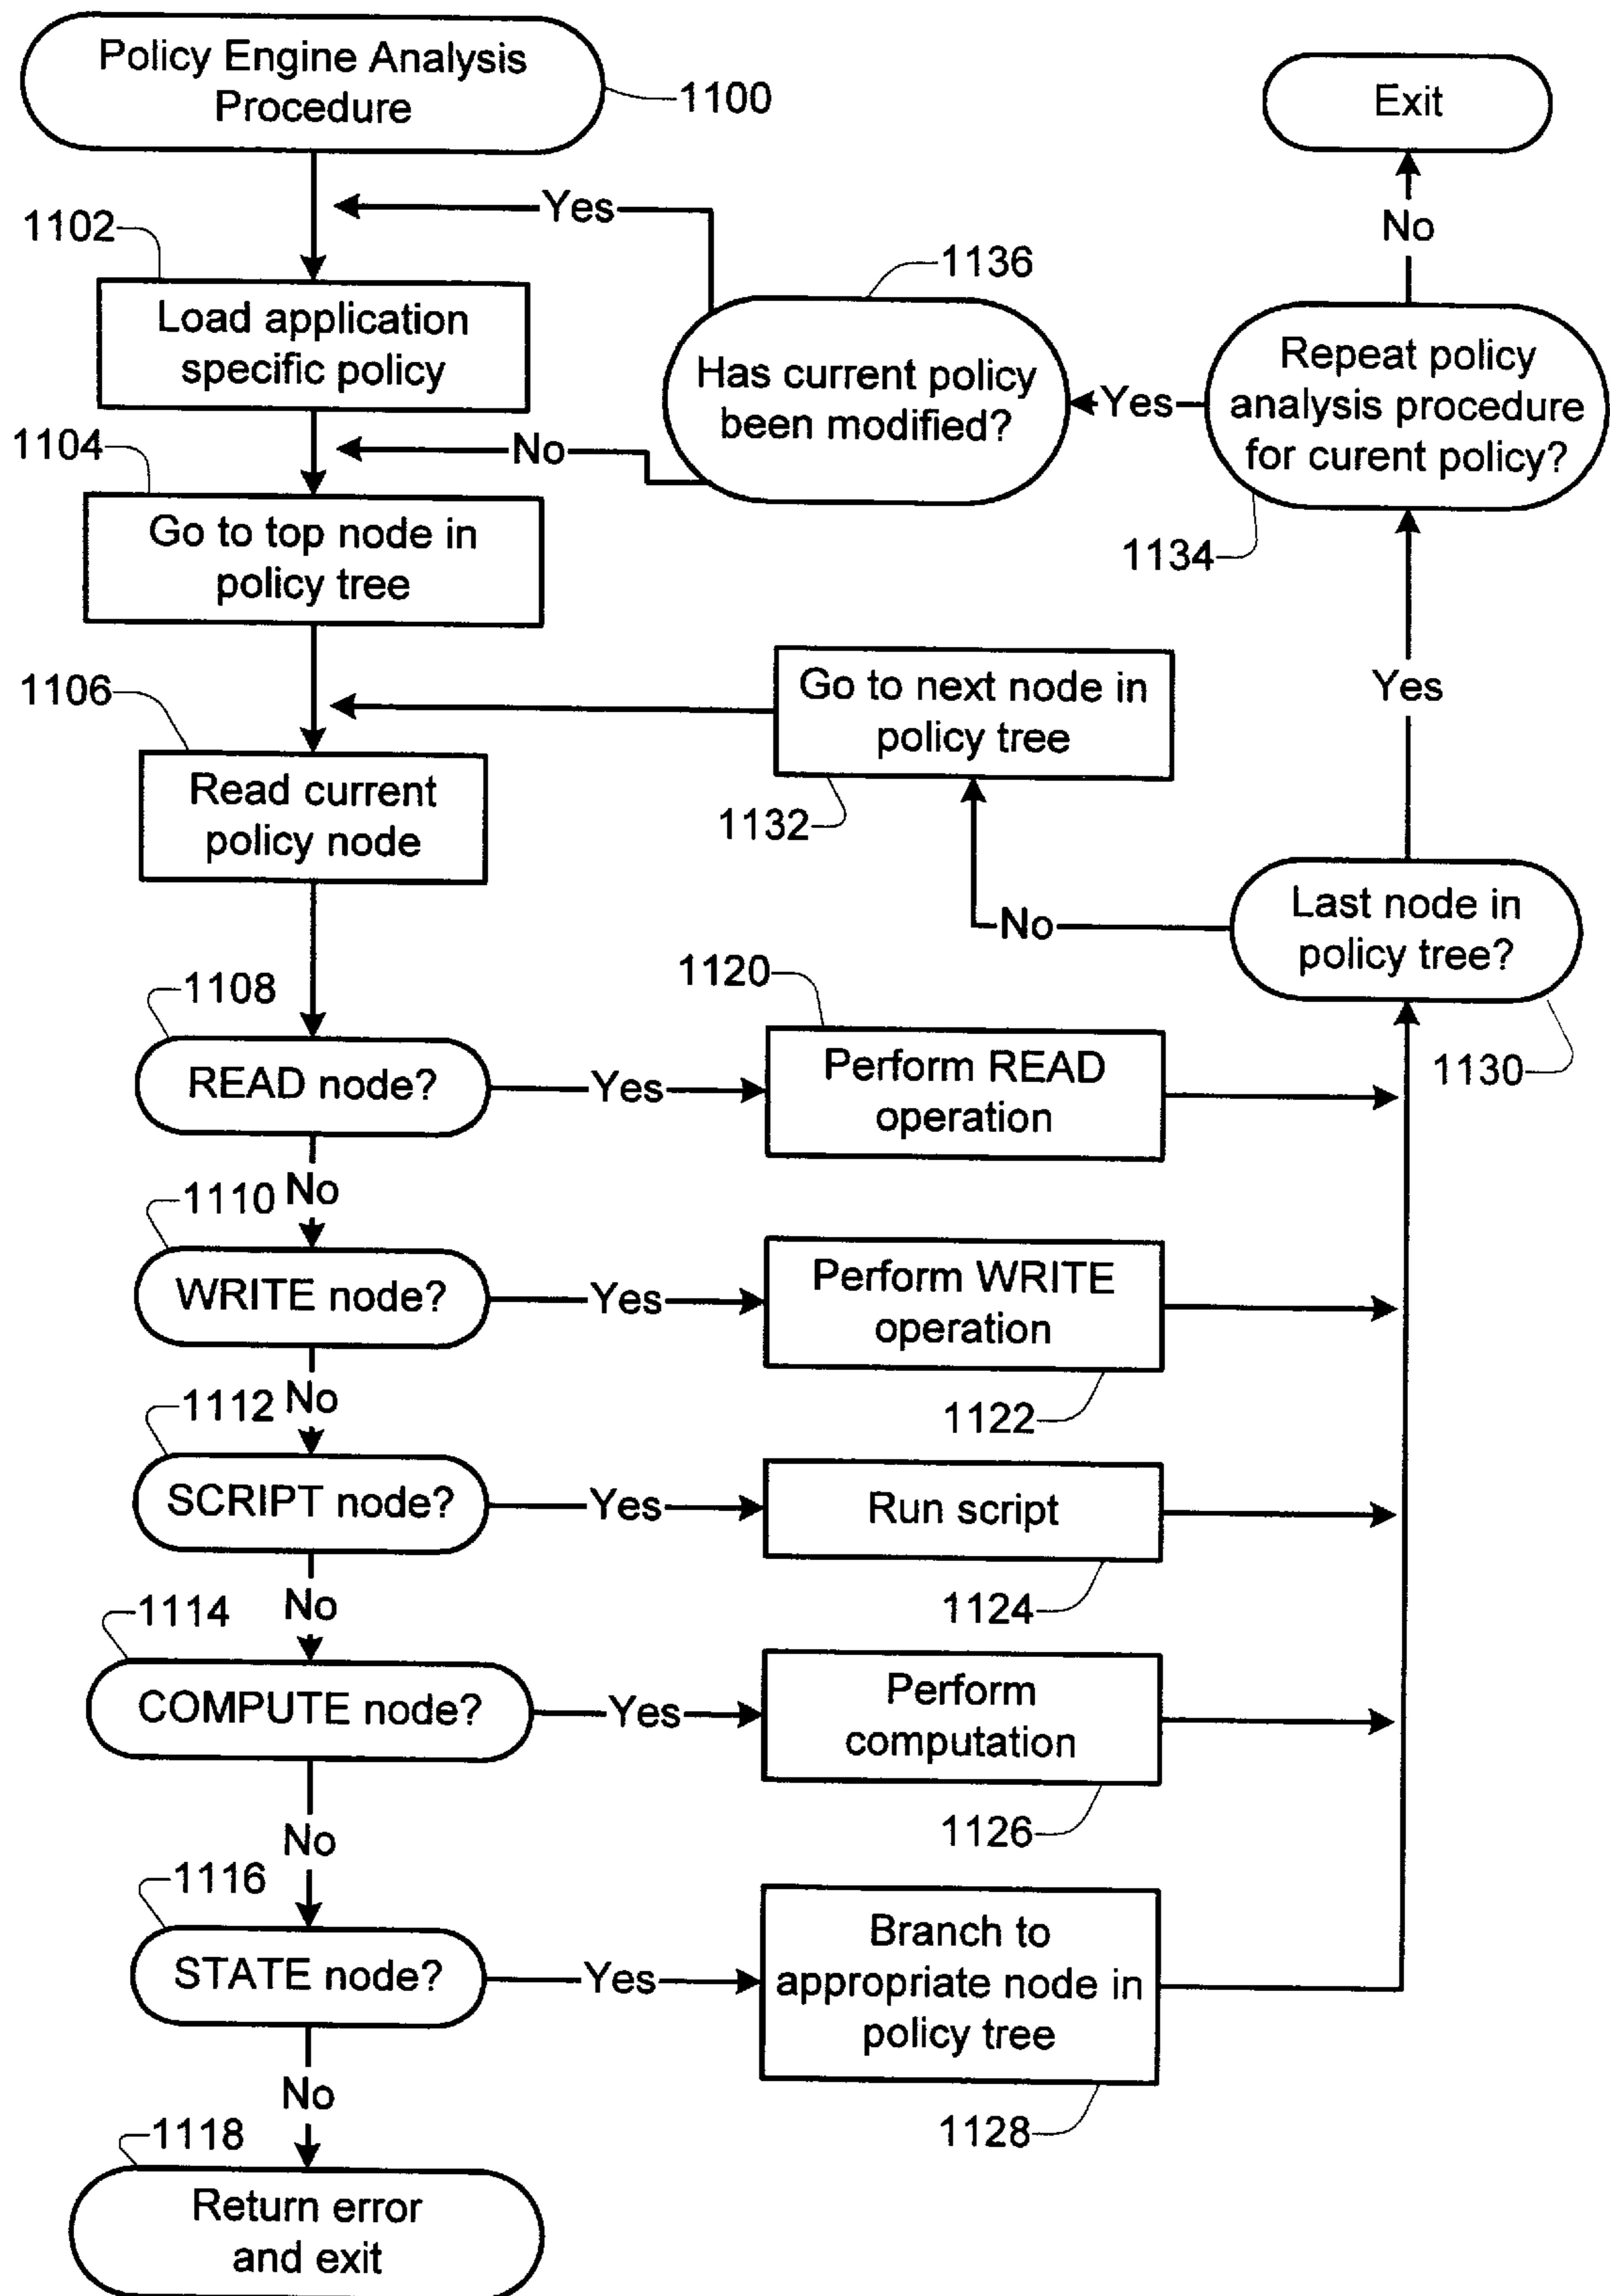 Policy Engine Analysis
Procedure
1100
Exit
Yes
No
1102
1136
Load application
specific policy
Has current policy
been modified?
Yes
Repeat policy
analysis procedure
for curent policy?
No
1104
1134
Go to top node in
policy tree
Go to next node in
policy tree
Yes
1106
1132
Read current
policy node
No
Last node in
policy tree?
1130
1108
1120
READ node?
Yes
Perform READ
operation
No
1110
WRITE node?
Yes
Perform WRITE
operation
1122
No
1112
SCRIPT node?
Yes
Run script
1124
No
1114
COMPUTE node?
Yes
Perform
computation
1126
No
1116
STATE node?
Yes
Branch to
appropriate node in
policy tree
1128
No
1118
Return error
and exit